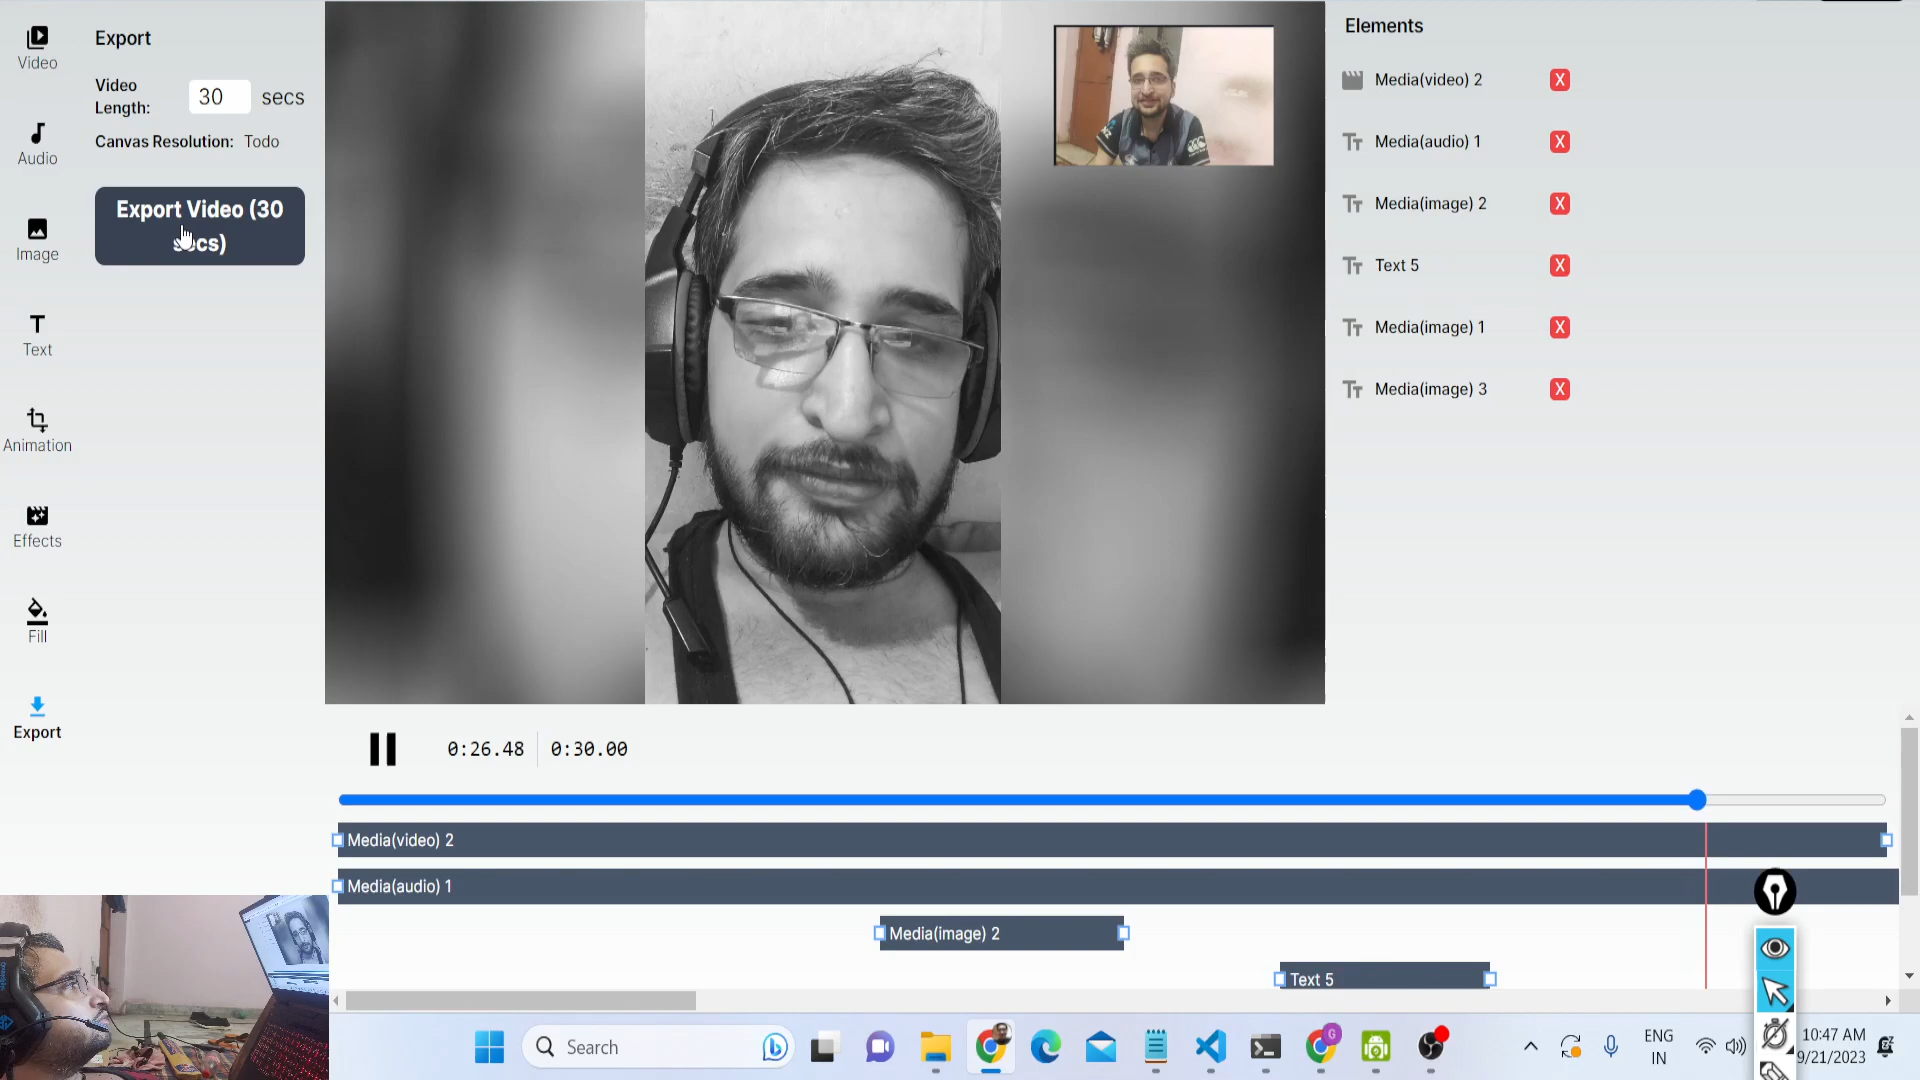 Video
Audio
Image
Text
Animation
Effects
Fill
Export
Export
Video
Length:
30 secs
Canvas Resolution: Todo
Export Video (30
secs)
Elements
Media(video) 2 X
Media(audio) 1 X
Media(image) 2 X
Text 5 X
Media(image) 1 X
Media(image) 3 X
0:26.48 0:30.00
Media(video) 2
Media(audio) 1
Media(image) 2
Text 5
Search
G
ENG
IN
10:47 AM
9/21/2023